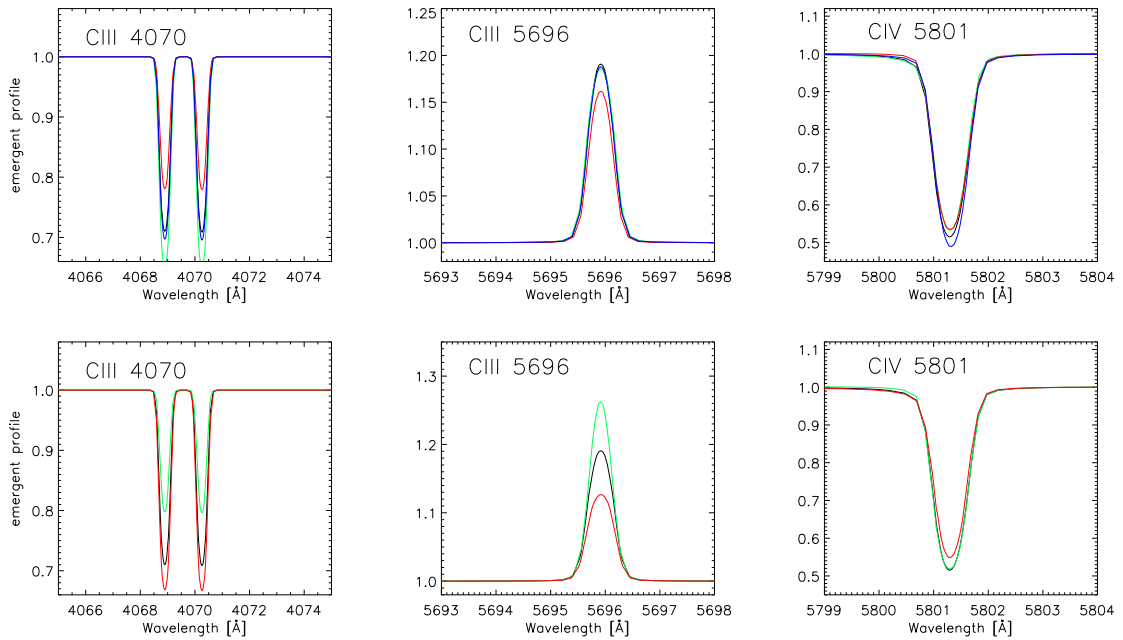 CIII 4070
emergent profile
1.0
0.9
0.8
0.7
4066 4068 4070 4072 4074
Wavelength [Å]
CIII 5696
1.25
1.20
1.15
1.10
1.05
1.00
5693 5694 5695 5696 5697 5698
Wavelength [Å]
CIV 5801
1.1
1.0
0.9
0.8
0.7
0.6
0.5
5799 5800 5801 5802 5803 5804
Wavelength [Å]
CIII 4070
emergent profile
1.0
0.9
0.8
0.7
4066 4068 4070 4072 4074
Wavelength [Å]
CIII 5696
1.3
1.2
1.1
1.0
5693 5694 5695 5696 5697 5698
Wavelength [Å]
CIV 5801
1.1
1.0
0.9
0.8
0.7
0.6
0.5
5799 5800 5801 5802 5803 5804
Wavelength [Å]